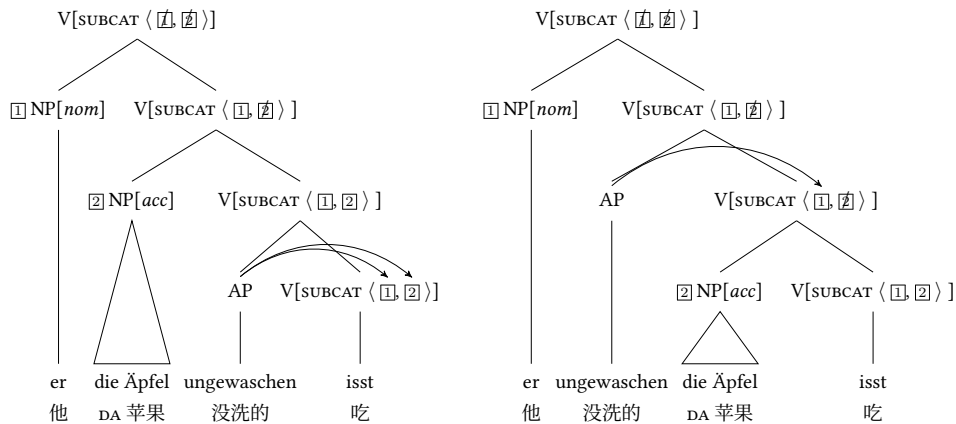 V[SUBCAT ⟨ 1̸, 2̸ ⟩] V[SUBCAT ⟨ 1̸, 2̸ ⟩ ]
1 NP[nom] V[SUBCAT ⟨ 1, 2̸ ⟩ ] 1 NP[nom] V[SUBCAT ⟨ 1, 2̸ ⟩ ]
2 NP[acc] V[SUBCAT ⟨ 1, 2 ⟩ ] AP V[SUBCAT ⟨ 1, 2̸ ⟩ ]
AP V[SUBCAT ⟨ 1, 2 ⟩] 2 NP[acc] V[SUBCAT ⟨ 1, 2 ⟩ ]
er die Äpfel ungewaschen isst er ungewaschen die Äpfel isst
他 DA 苹果 没洗的 吃 他 没洗的 DA 苹果 吃